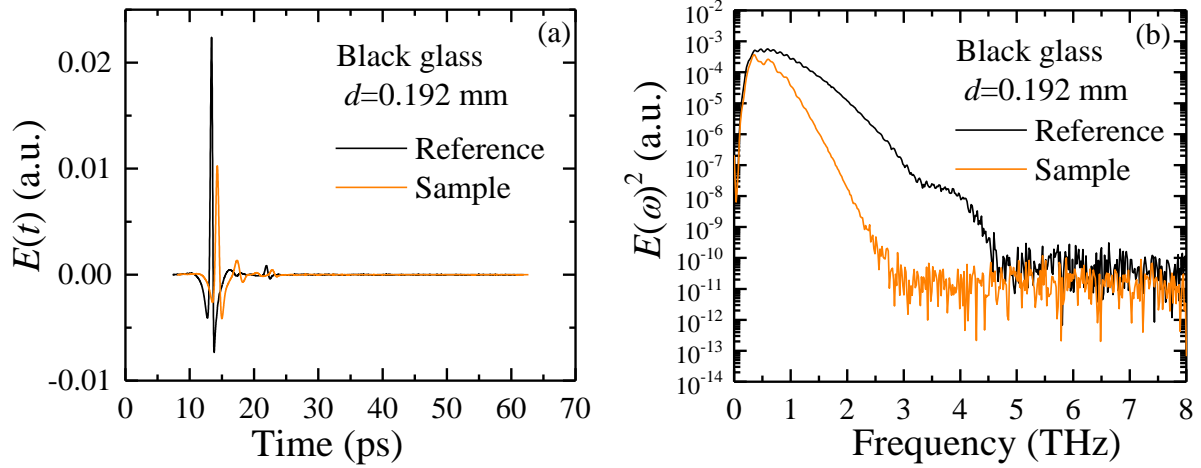 (a)
Black glass
d=0.192 mm
Reference
Sample
0.02
0.01
0.00
-0.01
E(t) (a.u.)
0 10 20 30 40 50 60 70
Time (ps)
(b)
Black glass
d=0.192 mm
Reference
Sample
10⁻²
10⁻³
10⁻⁴
10⁻⁵
10⁻⁶
10⁻⁷
10⁻⁸
10⁻⁹
10⁻¹⁰
10⁻¹¹
10⁻¹²
10⁻¹³
10⁻¹⁴
E(ω)² (a.u.)
0 1 2 3 4 5 6 7 8
Frequency (THz)